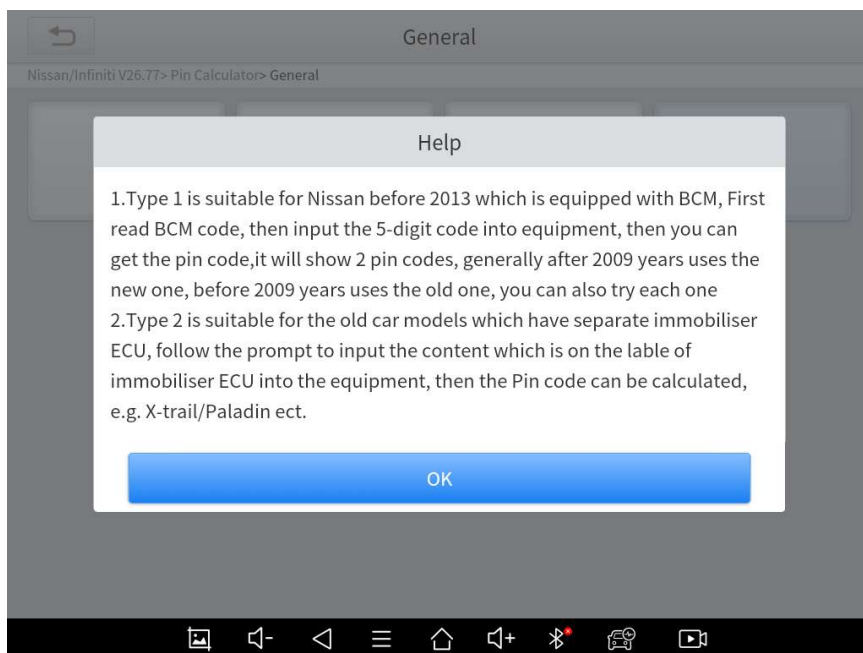 General
Nissan/Infiniti V26.77> Pin Calculator> General
Help
1.Type 1 is suitable for Nissan before 2013 which is equipped with BCM, First
read BCM code, then input the 5-digit code into equipment, then you can
get the pin code,it will show 2 pin codes, generally after 2009 years uses the
new one, before 2009 years uses the old one, you can also try each one
2.Type 2 is suitable for the old car models which have separate immobiliser
ECU, follow the prompt to input the content which is on the lable of
immobiliser ECU into the equipment, then the Pin code can be calculated,
e.g. X-trail/Paladin ect.
OK